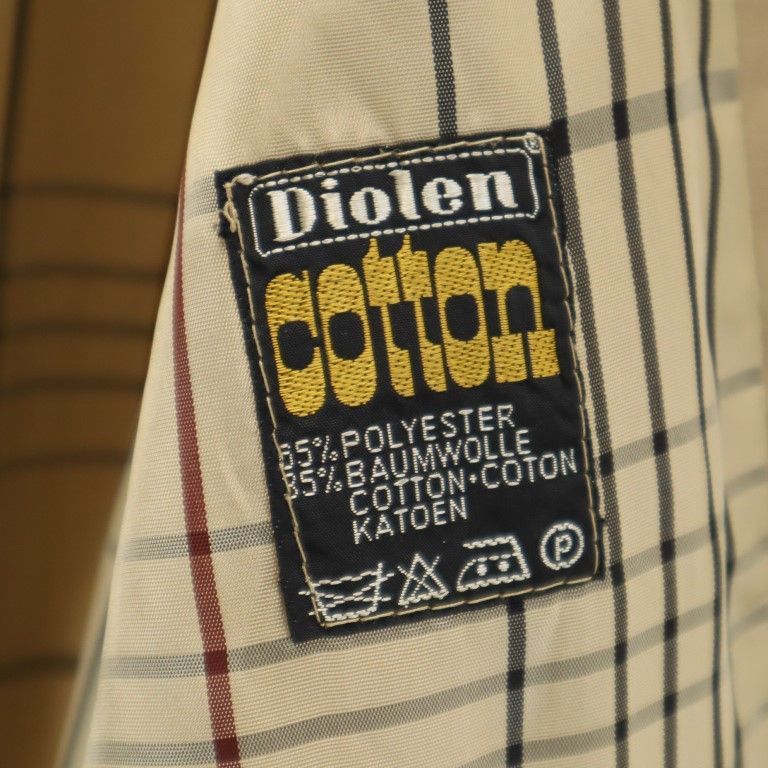 Diolen®
cotton
65% POLYESTER
35% BAUMWOLLE
COTTON·COTON
KATOEN
P